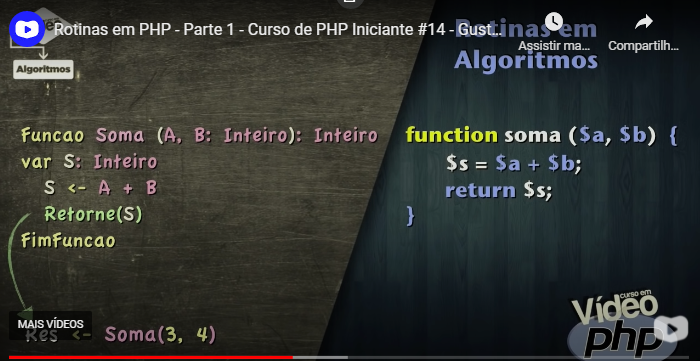 Rotinas em PHP - Parte 1 - Curso de PHP Iniciante #14 - Gust...
Assistir ma...
Compartilh...
Algoritmos
Rotinas em
Algoritmos
Funcao Soma (A, B: Inteiro): Inteiro
var S: Inteiro
S <- A + B
Retorne(S)
FimFuncao
Res <- Soma(3, 4)
function soma ($a, $b) {
$s = $a + $b;
return $s;
}
MAIS VÍDEOS
curso em
Vídeo
php